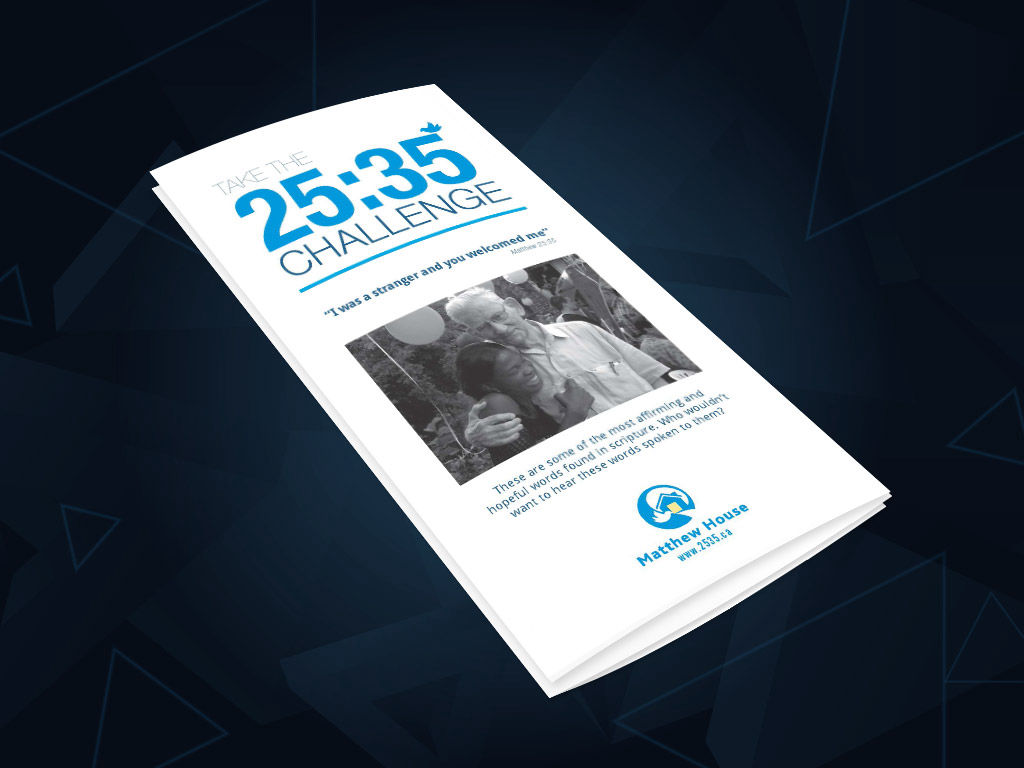 TAKE THE
25:35
CHALLENGE
“I was a stranger and you welcomed me”
Matthew 25:35
These are some of the most affirming and
hopeful words found in scripture. Who wouldn't
want to hear these words spoken to them?
Matthew House
www.2535.ca